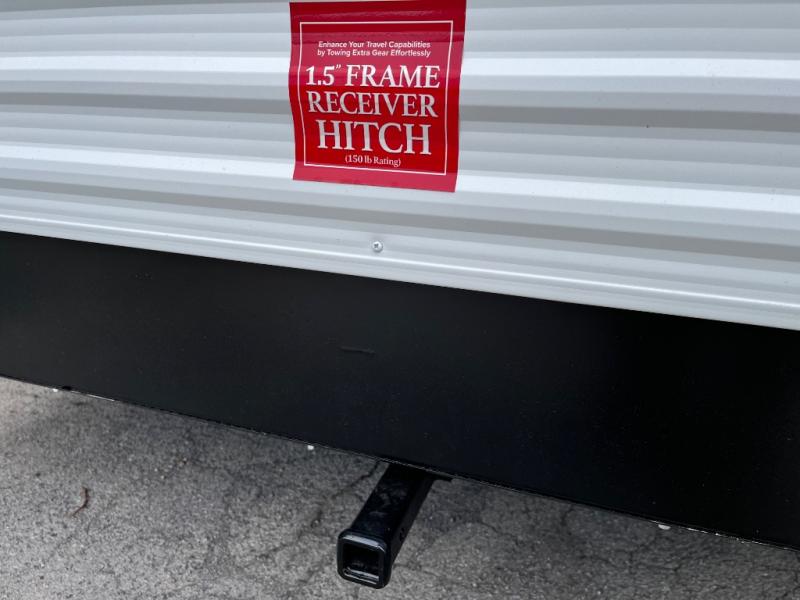 Enhance Your Travel Capabilities
by Towing Extra Gear Effortlessly
1.5" FRAME
RECEIVER
HITCH
(150 lb Rating)